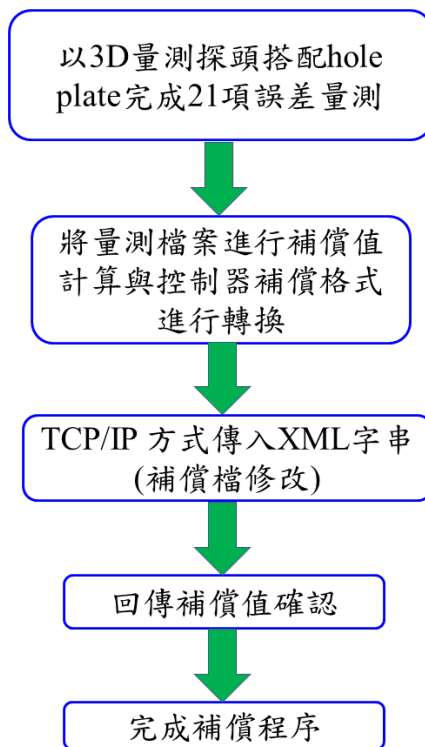 以3D量測探頭搭配hole
plate完成21項誤差量測
將量測檔案進行補償值
計算與控制器補償格式
進行轉換
TCP/IP 方式傳入XML字串
(補償檔修改)
回傳補償值確認
完成補償程序